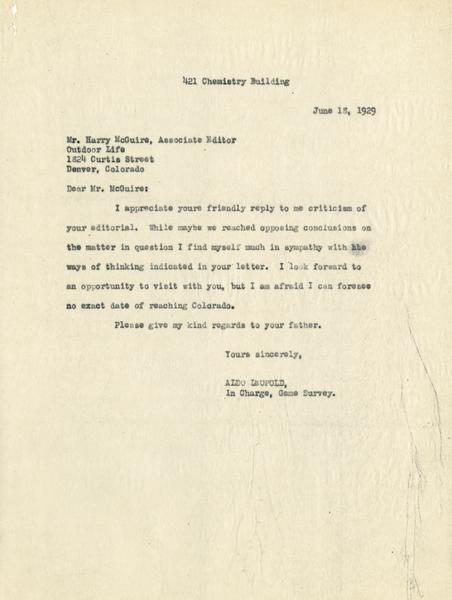 421 Chemistry Building
June 18, 1929
Mr. Harry McGuire, Associate Editor
Outdoor Life
1824 Curtis Street
Denver, Colorado
Dear Mr. McGuire:
I appreciate yours friendly reply to me criticism of
your editorial. While maybe we reached opposing conclusions on
the matter in question I find myself much in sympathy with hte
ways of thinking indicated in your letter. I look forward to
an opportunity to visit with you, but I am afraid I can foresee
no exact date of reaching Colorado.
Please give my kind regards to your father.
Yours sincerely,
ALDO LEOPOLD,
In Charge, Game Survey.